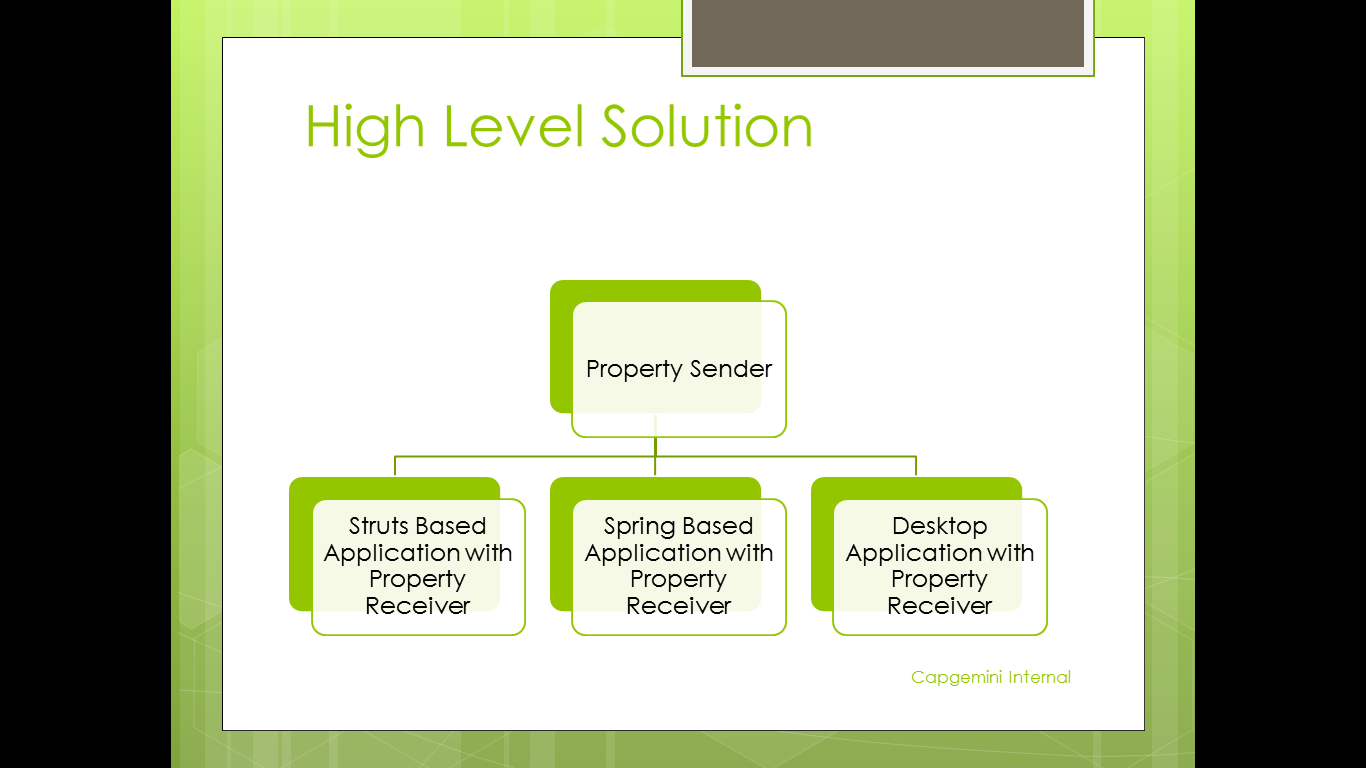 High Level Solution
Property Sender
Struts Based
Application with
Property
Receiver
Spring Based
Application with
Property
Receiver
Desktop
Application with
Property
Receiver
Capgemini Internal